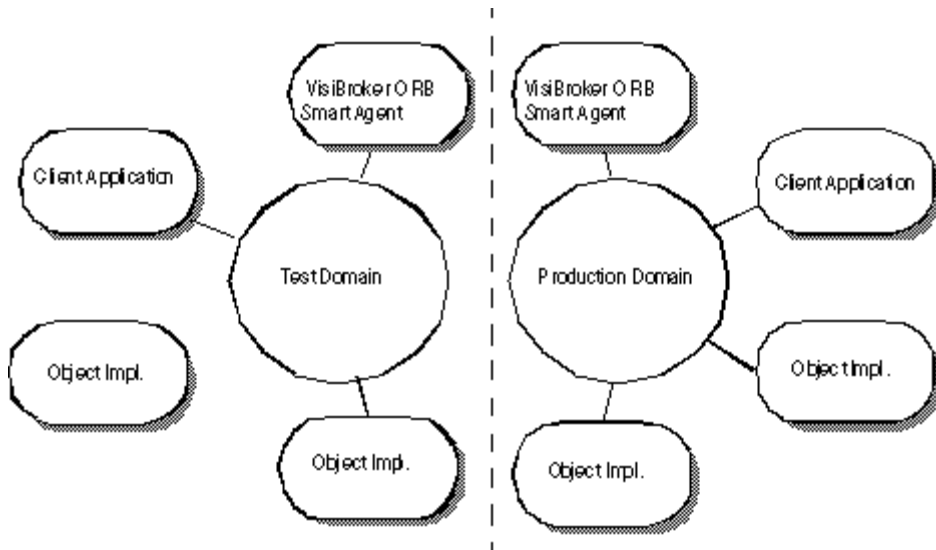 VisiBroker ORB
Smart Agent
Client Application
Test Domain
Object Impl.
Object Impl.
VisiBroker ORB
Smart Agent
Client Application
Production Domain
Object Impl.
Object Impl.